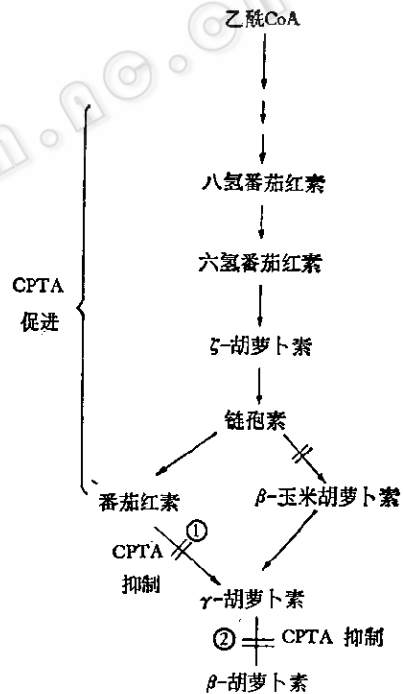 乙酰CoA
八氢番茄红素
六氢番茄红素
CPTA
促进
ζ-胡萝卜素
链孢素
番茄红素
β-玉米胡萝卜素
①
CPTA
抑制
γ-胡萝卜素
② CPTA 抑制
β-胡萝卜素